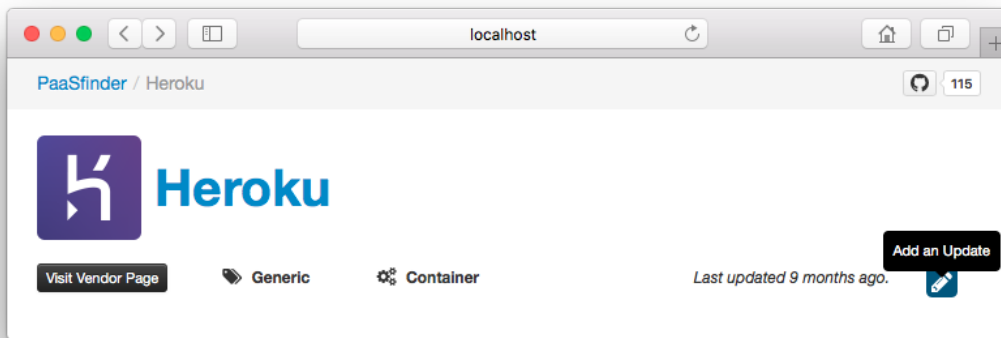 localhost
PaaSfinder / Heroku
115
Heroku
Add an Update
Visit Vendor Page
Generic
Container
Last updated 9 months ago.